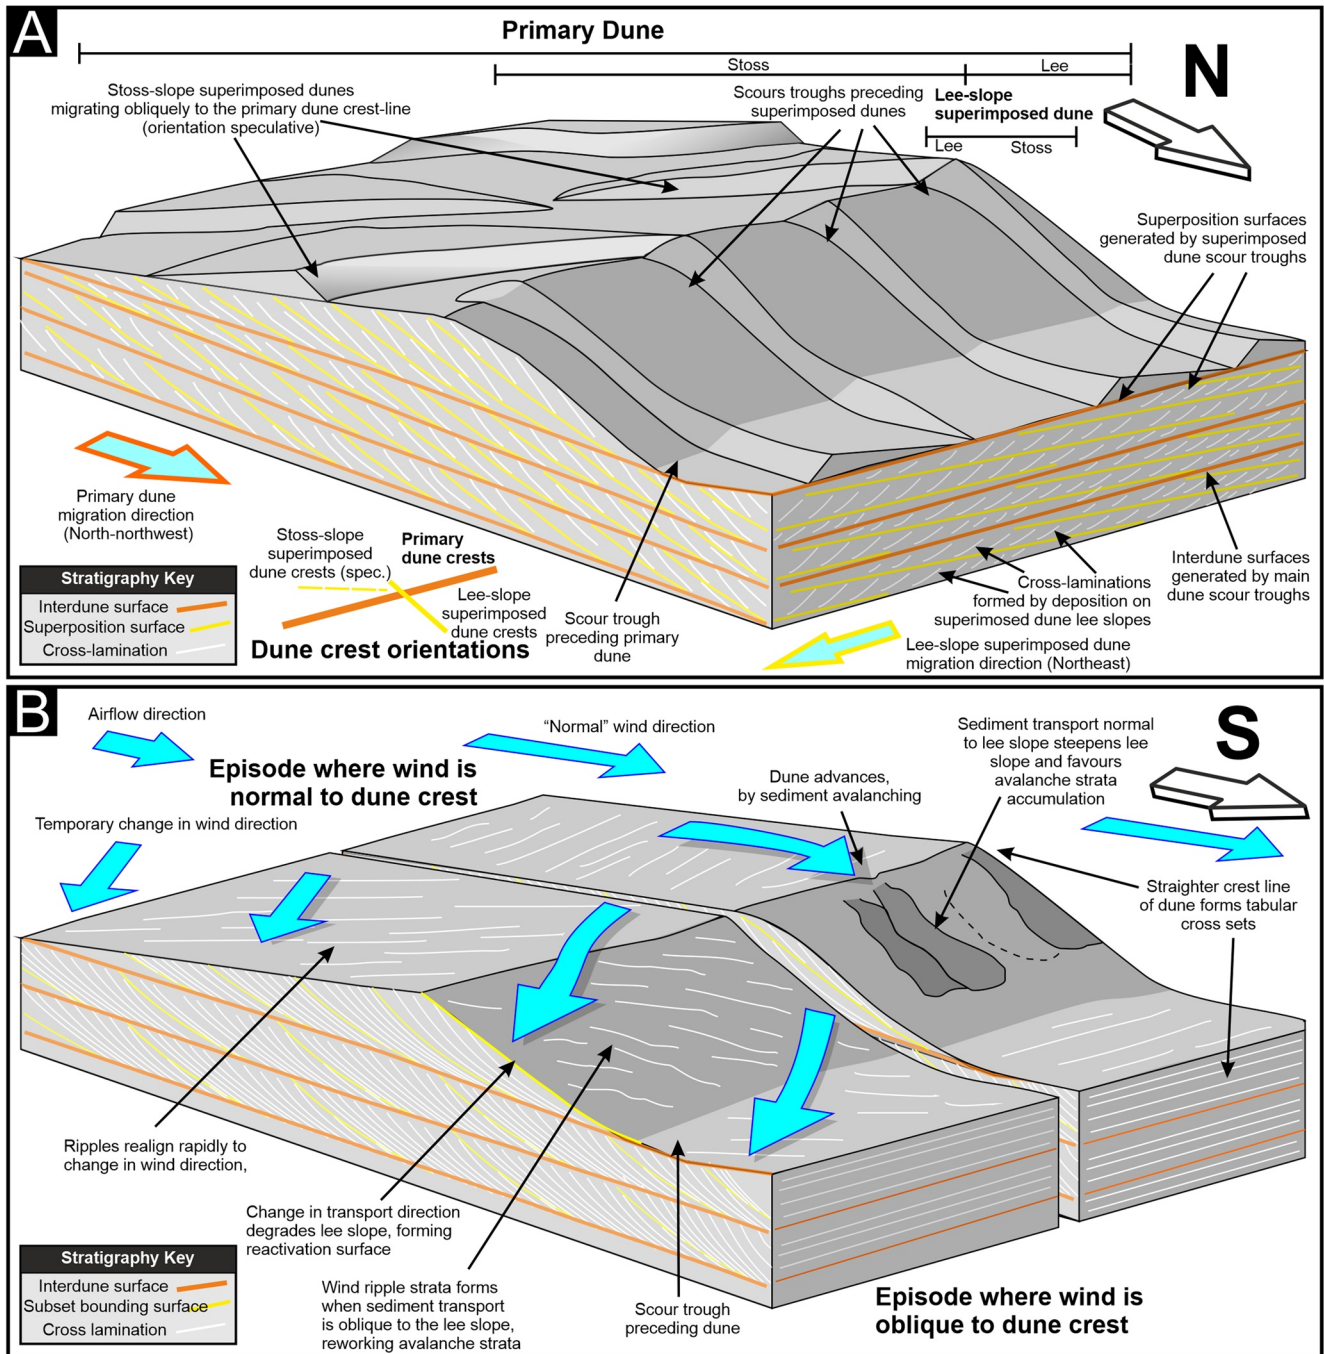 A
Primary Dune
Stoss
Lee
N
Stoss-slope superimposed dunes
migrating obliquely to the primary dune crest-line
(orientation speculative)
Scours troughs preceding
superimposed dunes
Lee-slope
superimposed dune
Lee
Stoss
Superposition surfaces
generated by superimposed
dune scour troughs
Primary dune
migration direction
(North-northwest)
Stratigraphy Key
Interdune surface
Superposition surface
Cross-lamination
Stoss-slope
superimposed
dune crests (spec.)
Primary
dune crests
Lee-slope
superimposed
dune crests
Dune crest orientations
Scour trough
preceding primary
dune
Cross-laminations
formed by deposition on
superimosed dune lee slopes
Interdune surfaces
generated by main
dune scour troughs
Lee-slope superimposed dune
migration direction (Northeast)
B
Airflow direction
“Normal” wind direction
Episode where wind is
normal to dune crest
Sediment transport normal
to lee slope steepens lee
slope and favours
avalanche strata
accumulation
S
Dune advances,
by sediment avalanching
Temporary change in wind direction
Straighter crest line
of dune forms tabular
cross sets
Ripples realign rapidly to
change in wind direction,
Change in transport direction
degrades lee slope, forming
reactivation surface
Stratigraphy Key
Interdune surface
Subset bounding surface
Cross lamination
Wind ripple strata forms
when sediment transport
is oblique to the lee slope,
reworking avalanche strata
Scour trough
preceding dune
Episode where wind is
oblique to dune crest